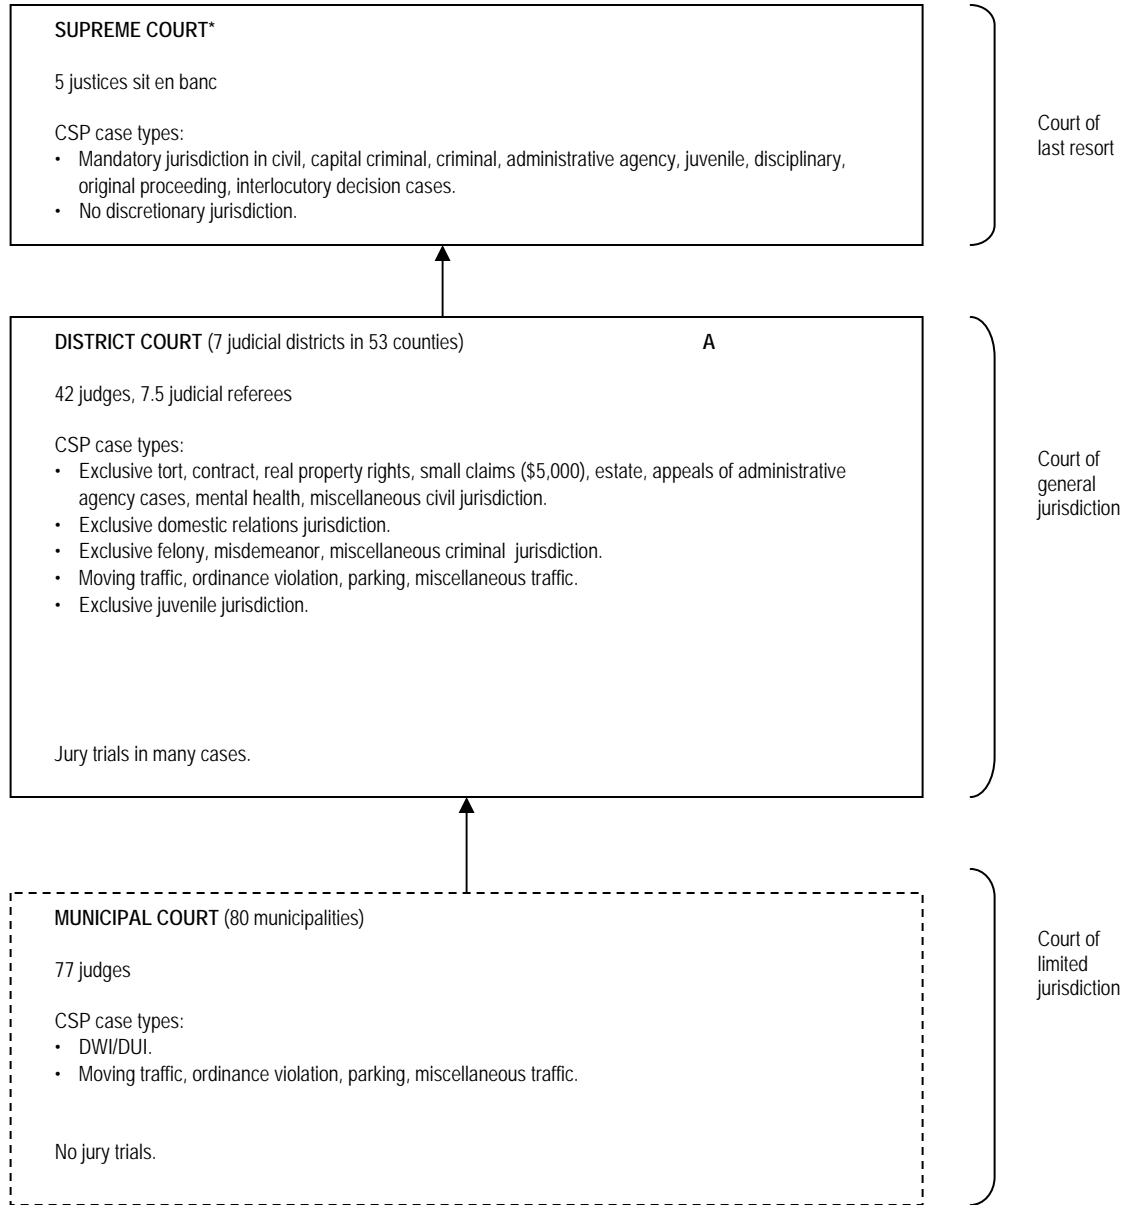 SUPREME COURT*
5 justices sit en banc
CSP case types:
• Mandatory jurisdiction in civil, capital criminal, criminal, administrative agency, juvenile, disciplinary,
original proceeding, interlocutory decision cases.
• No discretionary jurisdiction.
Court of
last resort
DISTRICT COURT (7 judicial districts in 53 counties) A
42 judges, 7.5 judicial referees
CSP case types:
• Exclusive tort, contract, real property rights, small claims ($5,000), estate, appeals of administrative
agency cases, mental health, miscellaneous civil jurisdiction.
• Exclusive domestic relations jurisdiction.
• Exclusive felony, misdemeanor, miscellaneous criminal jurisdiction.
• Moving traffic, ordinance violation, parking, miscellaneous traffic.
• Exclusive juvenile jurisdiction.
Jury trials in many cases.
Court of
general
jurisdiction
MUNICIPAL COURT (80 municipalities)
77 judges
CSP case types:
• DWI/DUI.
• Moving traffic, ordinance violation, parking, miscellaneous traffic.
No jury trials.
Court of
limited
jurisdiction